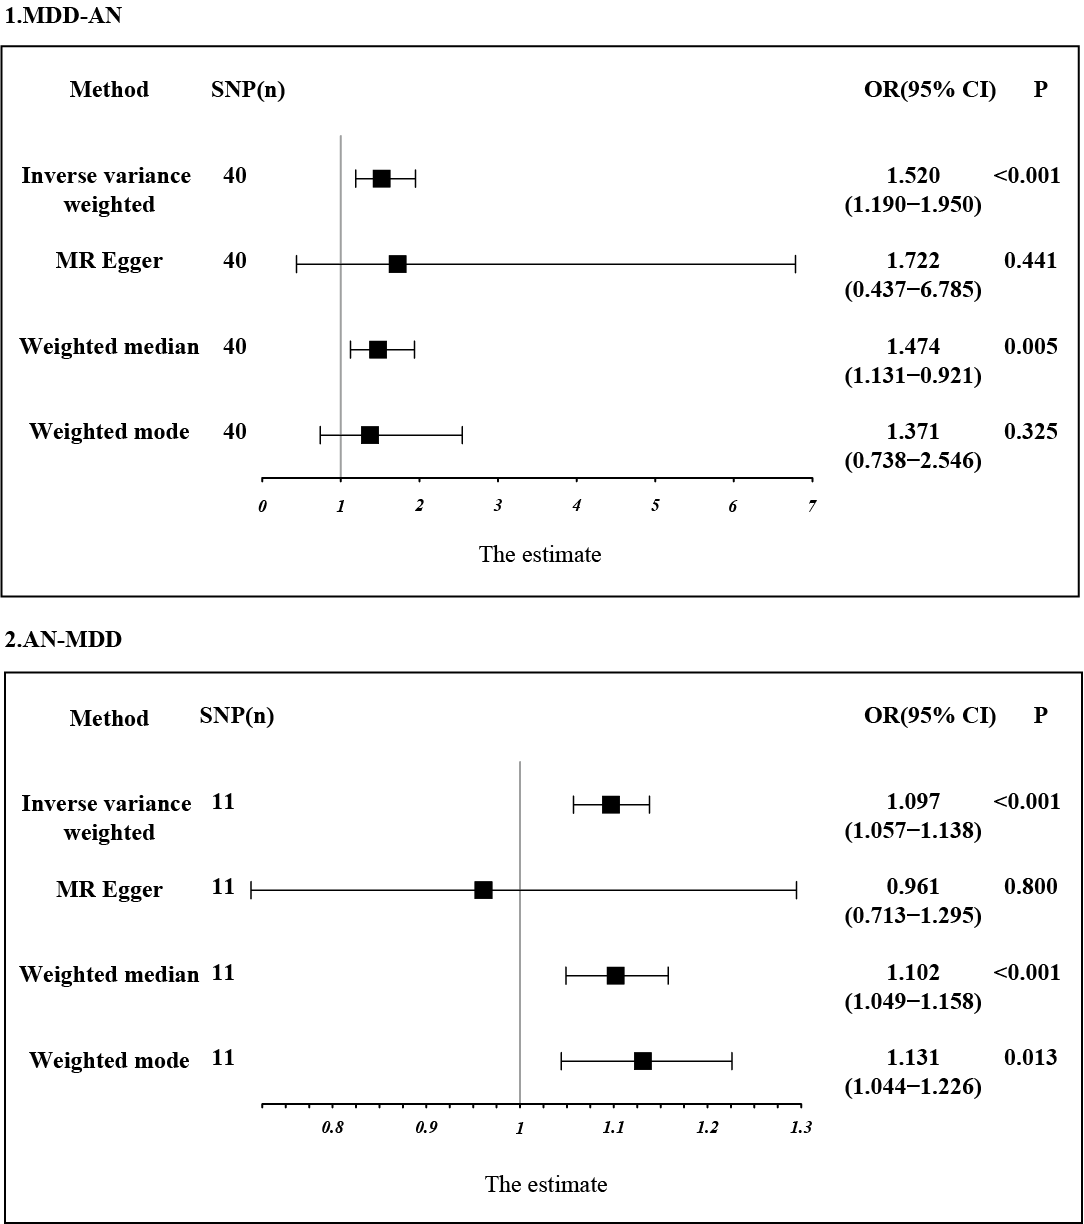 1.MDD-AN
Method SNP(n) OR(95% CI) P
Inverse variance 40 1.520 <0.001
weighted (1.190−1.950)
MR Egger 40 1.722 0.441
(0.437−6.785)
Weighted median 40 1.474 0.005
(1.131−0.921)
Weighted mode 40 1.371 0.325
(0.738−2.546)
0 1 2 3 4 5 6 7
The estimate
2.AN-MDD
Method SNP(n) OR(95% CI) P
Inverse variance 11 1.097 <0.001
weighted (1.057−1.138)
MR Egger 11 0.961 0.800
(0.713−1.295)
Weighted median 11 1.102 <0.001
(1.049−1.158)
Weighted mode 11 1.131 0.013
(1.044−1.226)
0.8 0.9 1 1.1 1.2 1.3
The estimate